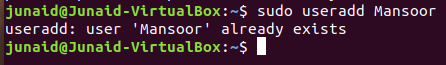 junaid@Junaid-VirtualBox:~$ sudo useradd Mansoor
useradd: user 'Mansoor' already exists
junaid@Junaid-VirtualBox:~$